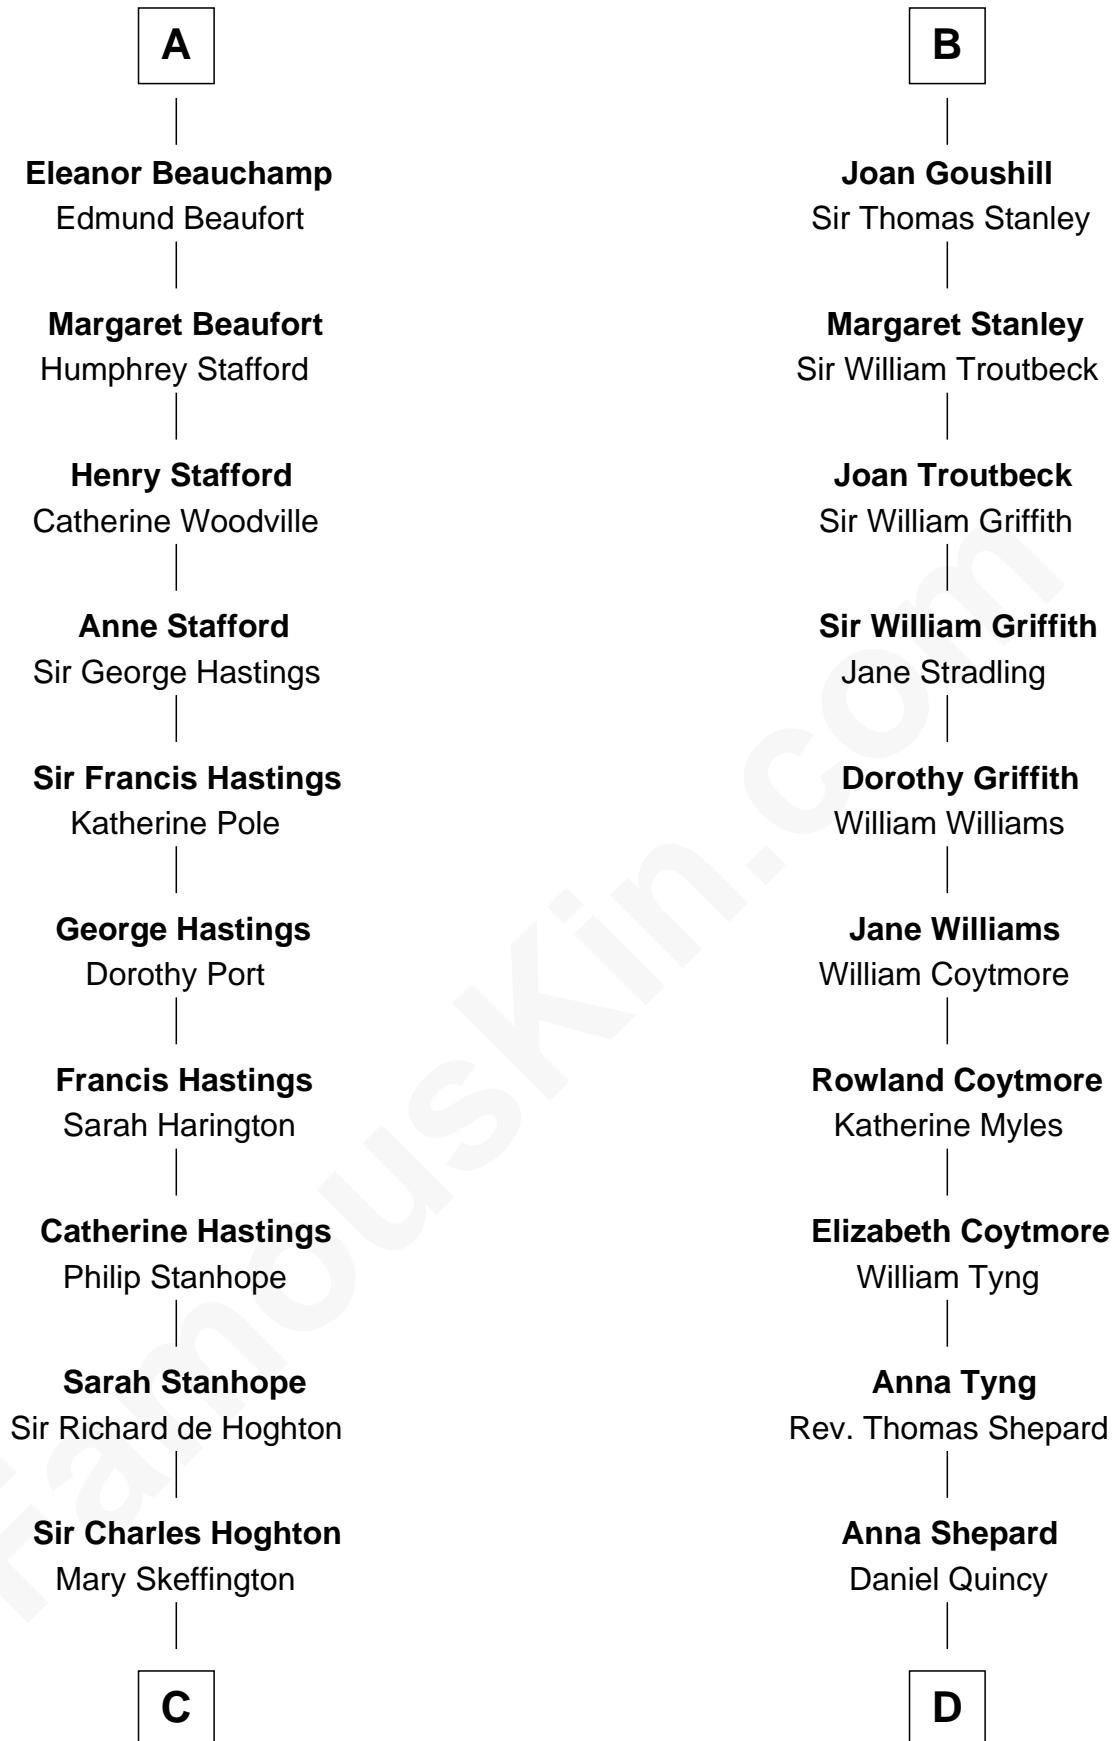 A
Eleanor Beauchamp
Edmund Beaufort
Margaret Beaufort
Humphrey Stafford
Henry Stafford
Catherine Woodville
Anne Stafford
Sir George Hastings
Sir Francis Hastings
Katherine Pole
George Hastings
Dorothy Port
Francis Hastings
Sarah Harington
Catherine Hastings
Philip Stanhope
Sarah Stanhope
Sir Richard de Hoghton
Sir Charles Hoghton
Mary Skeffington
C
B
Joan Goushill
Sir Thomas Stanley
Margaret Stanley
Sir William Troutbeck
Joan Troutbeck
Sir William Griffith
Sir William Griffith
Jane Stradling
Dorothy Griffith
William Williams
Jane Williams
William Coytmore
Rowland Coytmore
Katherine Myles
Elizabeth Coytmore
William Tyng
Anna Tyng
Rev. Thomas Shepard
Anna Shepard
Daniel Quincy
D
FamousKin.com